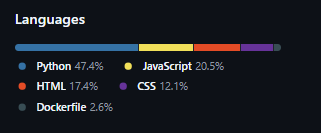 Languages
Python 47.4% JavaScript 20.5%
HTML 17.4% CSS 12.1%
Dockerfile 2.6%